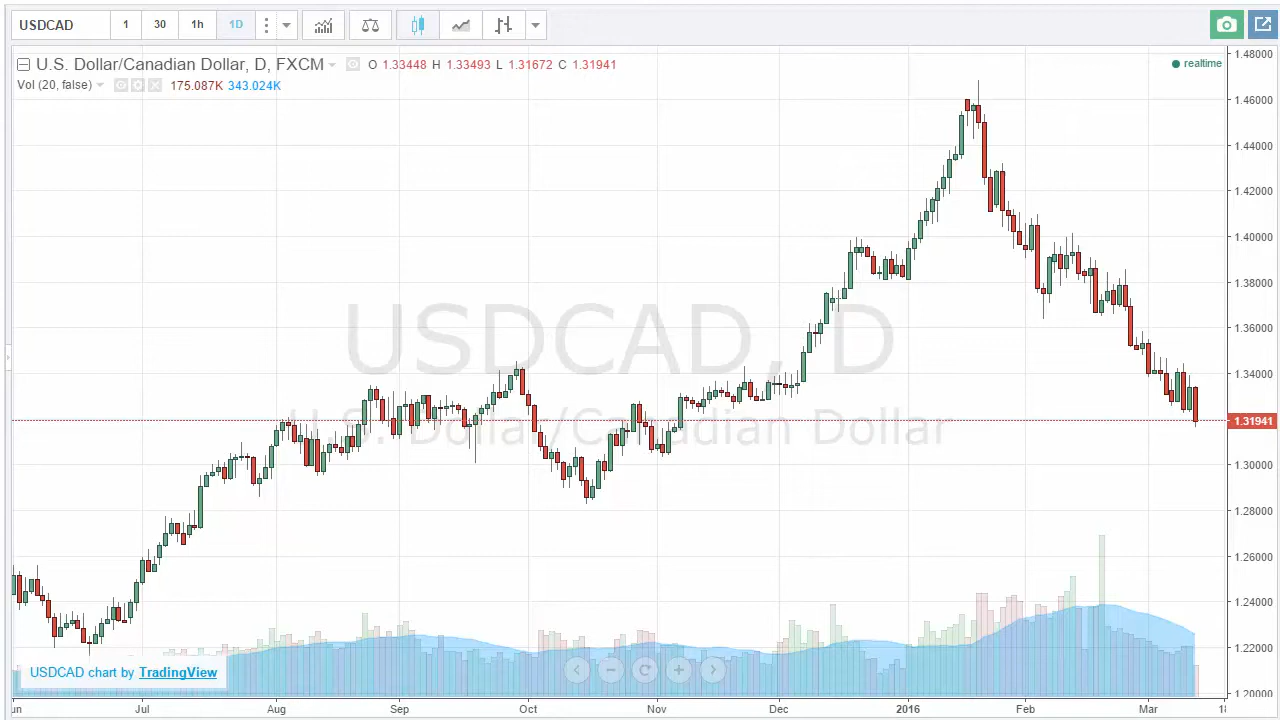 USDCAD 1 30 1h 1D
U.S. Dollar/Canadian Dollar, D, FXCM O 1.33448 H 1.33493 L 1.31672 C 1.31941
realtime
Vol (20, false) 175.087K 343.024K
1.48000
1.46000
1.44000
1.42000
1.40000
1.38000
1.36000
1.34000
1.31941
1.30000
1.28000
1.26000
1.24000
1.22000
1.20000
USDCAD, D
U.S. Dollar/Canadian Dollar
USDCAD chart by TradingView
un Jul Aug Sep Oct Nov Dec 2016 Feb Mar 18